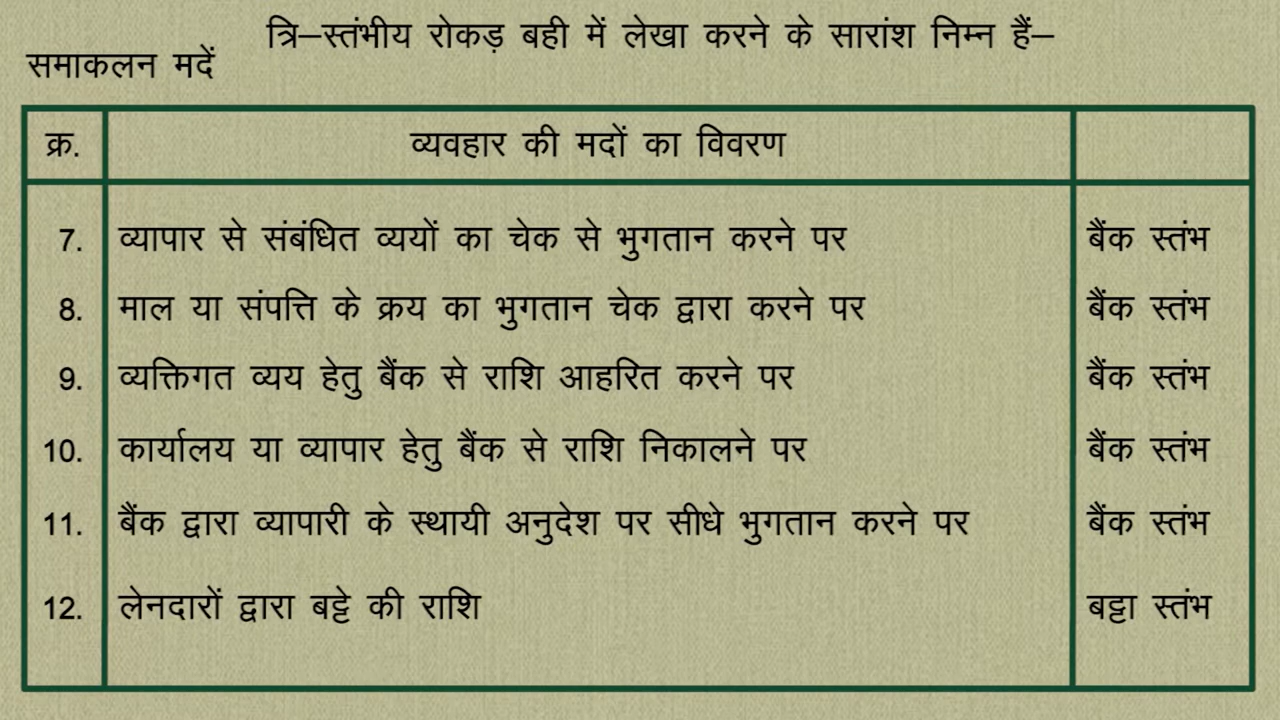 त्रि–स्तंभीय रोकड़ बही में लेखा करने के सारांश निम्न हैं–
समाकलन मदें
क्र. व्यवहार की मदों का विवरण
7. व्यापार से संबंधित व्ययों का चेक से भुगतान करने पर बैंक स्तंभ
8. माल या संपत्ति के क्रय का भुगतान चेक द्वारा करने पर बैंक स्तंभ
9. व्यक्तिगत व्यय हेतु बैंक से राशि आहरित करने पर बैंक स्तंभ
10. कार्यालय या व्यापार हेतु बैंक से राशि निकालने पर बैंक स्तंभ
11. बैंक द्वारा व्यापारी के स्थायी अनुदेश पर सीधे भुगतान करने पर बैंक स्तंभ
12. लेनदारों द्वारा बट्टे की राशि बट्टा स्तंभ